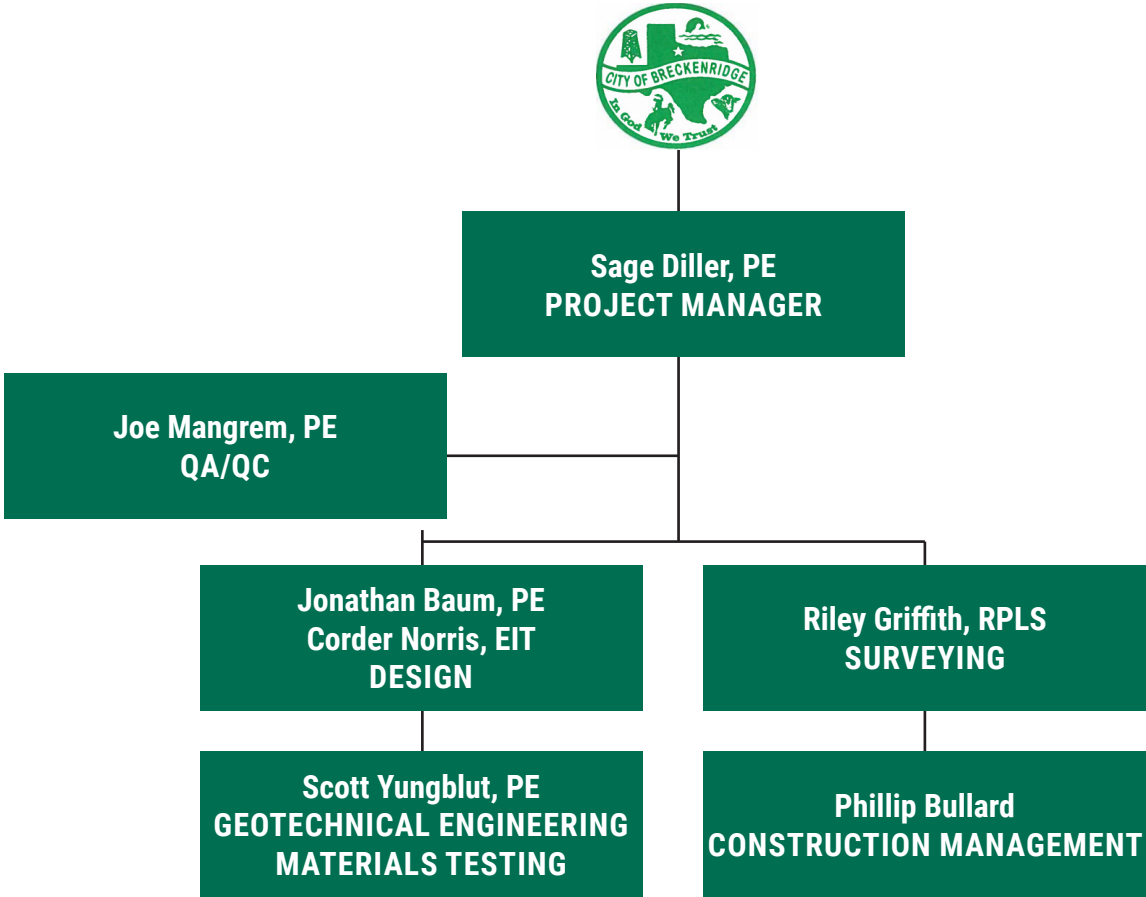 CITY OF BRECKENRIDGE
In God We Trust
Sage Diller, PE
PROJECT MANAGER
Joe Mangrem, PE
QA/QC
Jonathan Baum, PE
Corder Norris, EIT
DESIGN
Riley Griffith, RPLS
SURVEYING
Scott Yungblut, PE
GEOTECHNICAL ENGINEERING
MATERIALS TESTING
Phillip Bullard
CONSTRUCTION MANAGEMENT